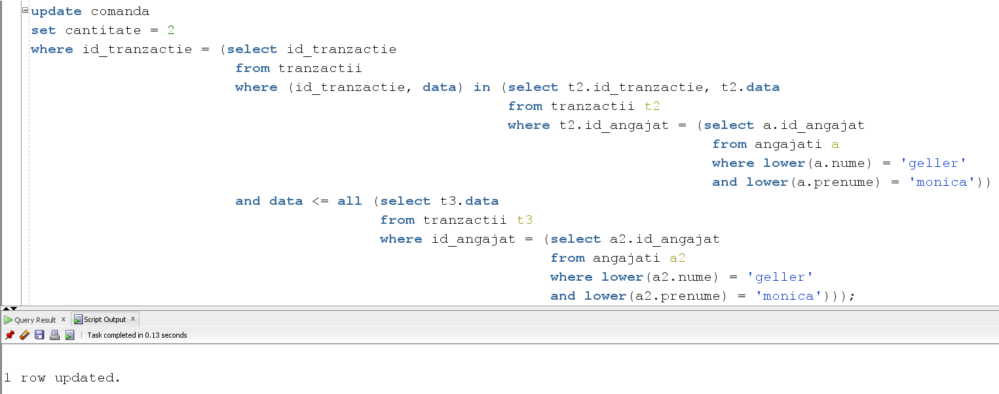 update comanda
set cantitate = 2
where id_tranzactie = (select id_tranzactie
from tranzactii
where (id_tranzactie, data) in (select t2.id_tranzactie, t2.data
from tranzactii t2
where t2.id_angajat = (select a.id_angajat
from angajati a
where lower(a.nume) = 'geller'
and lower(a.prenume) = 'monica'))
and data <= all (select t3.data
from tranzactii t3
where id_angajat = (select a2.id_angajat
from angajati a2
where lower(a2.nume) = 'geller'
and lower(a2.prenume) = 'monica')));
Query Result x Script Output x
Task completed in 0.13 seconds
1 row updated.